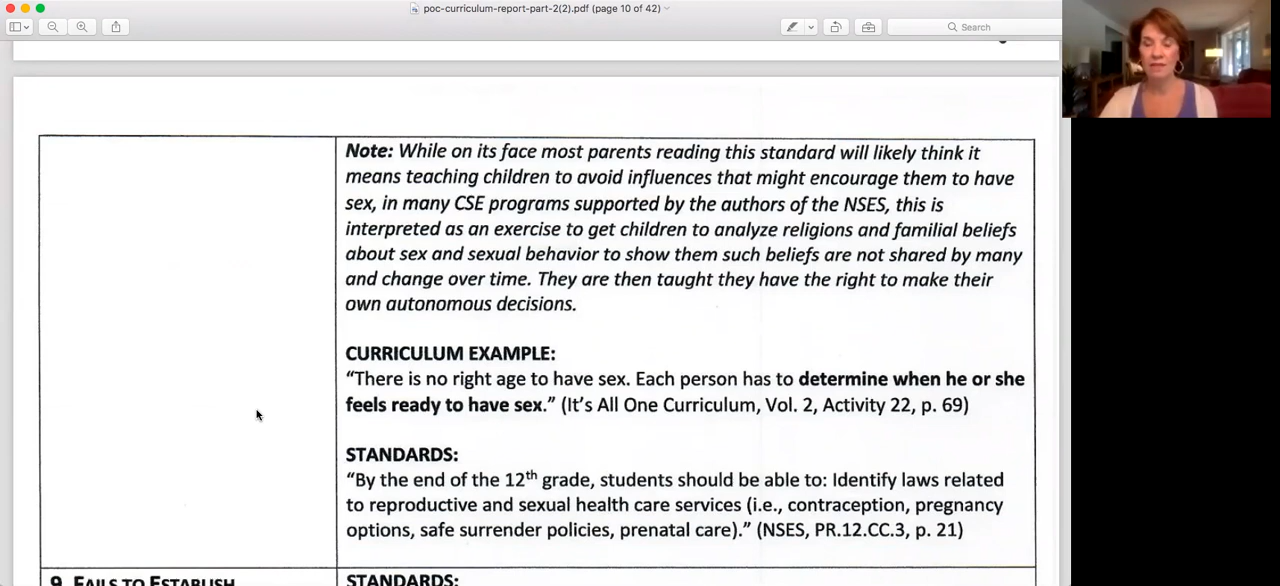 poc-curriculum-report-part-2(2).pdf (page 10 of 42)
Search
Note: While on its face most parents reading this standard will likely think it
means teaching children to avoid influences that might encourage them to have
sex, in many CSE programs supported by the authors of the NSES, this is
interpreted as an exercise to get children to analyze religions and familial beliefs
about sex and sexual behavior to show them such beliefs are not shared by many
and change over time. They are then taught they have the right to make their
own autonomous decisions.
CURRICULUM EXAMPLE:
“There is no right age to have sex. Each person has to determine when he or she
feels ready to have sex.” (It’s All One Curriculum, Vol. 2, Activity 22, p. 69)
STANDARDS:
“By the end of the 12th grade, students should be able to: Identify laws related
to reproductive and sexual health care services (i.e., contraception, pregnancy
options, safe surrender policies, prenatal care).” (NSES, PR.12.CC.3, p. 21)
9. FAILS TO ESTABLISH
STANDARDS: